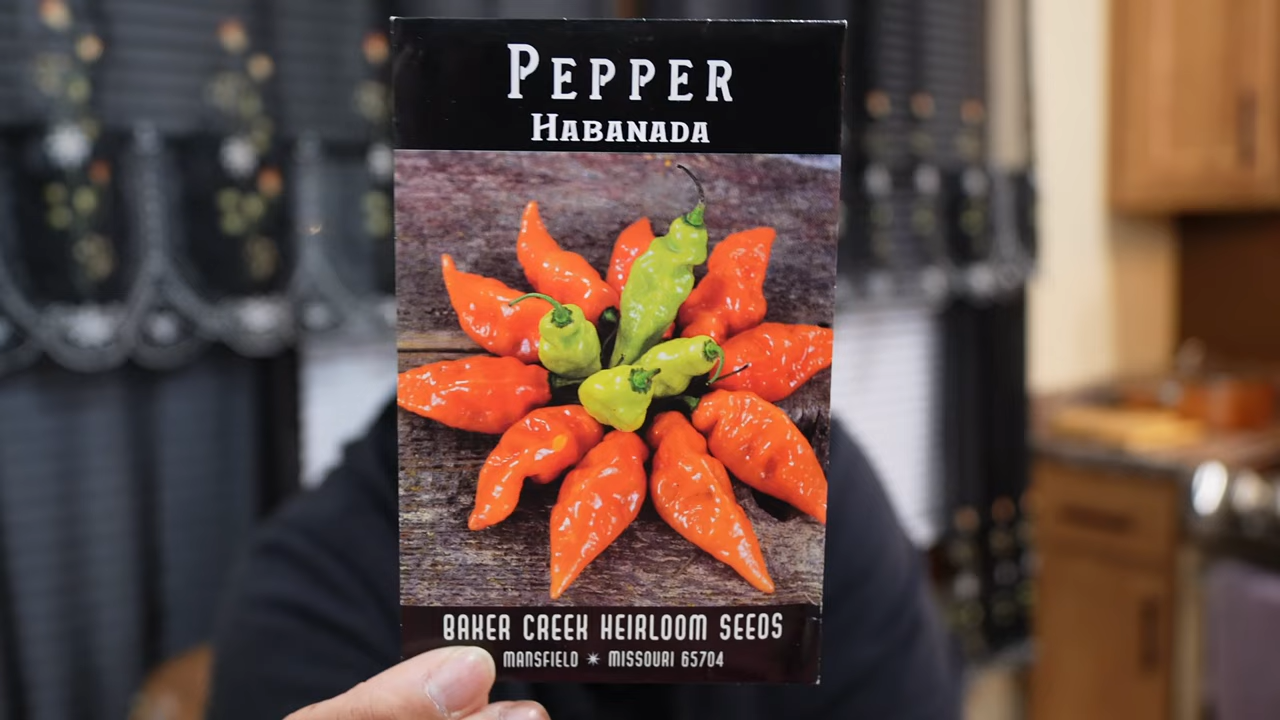 PEPPER
HABANADA
BAKER CREEK HEIRLOOM SEEDS
MANSFIELD ✷ MISSOURI 65704